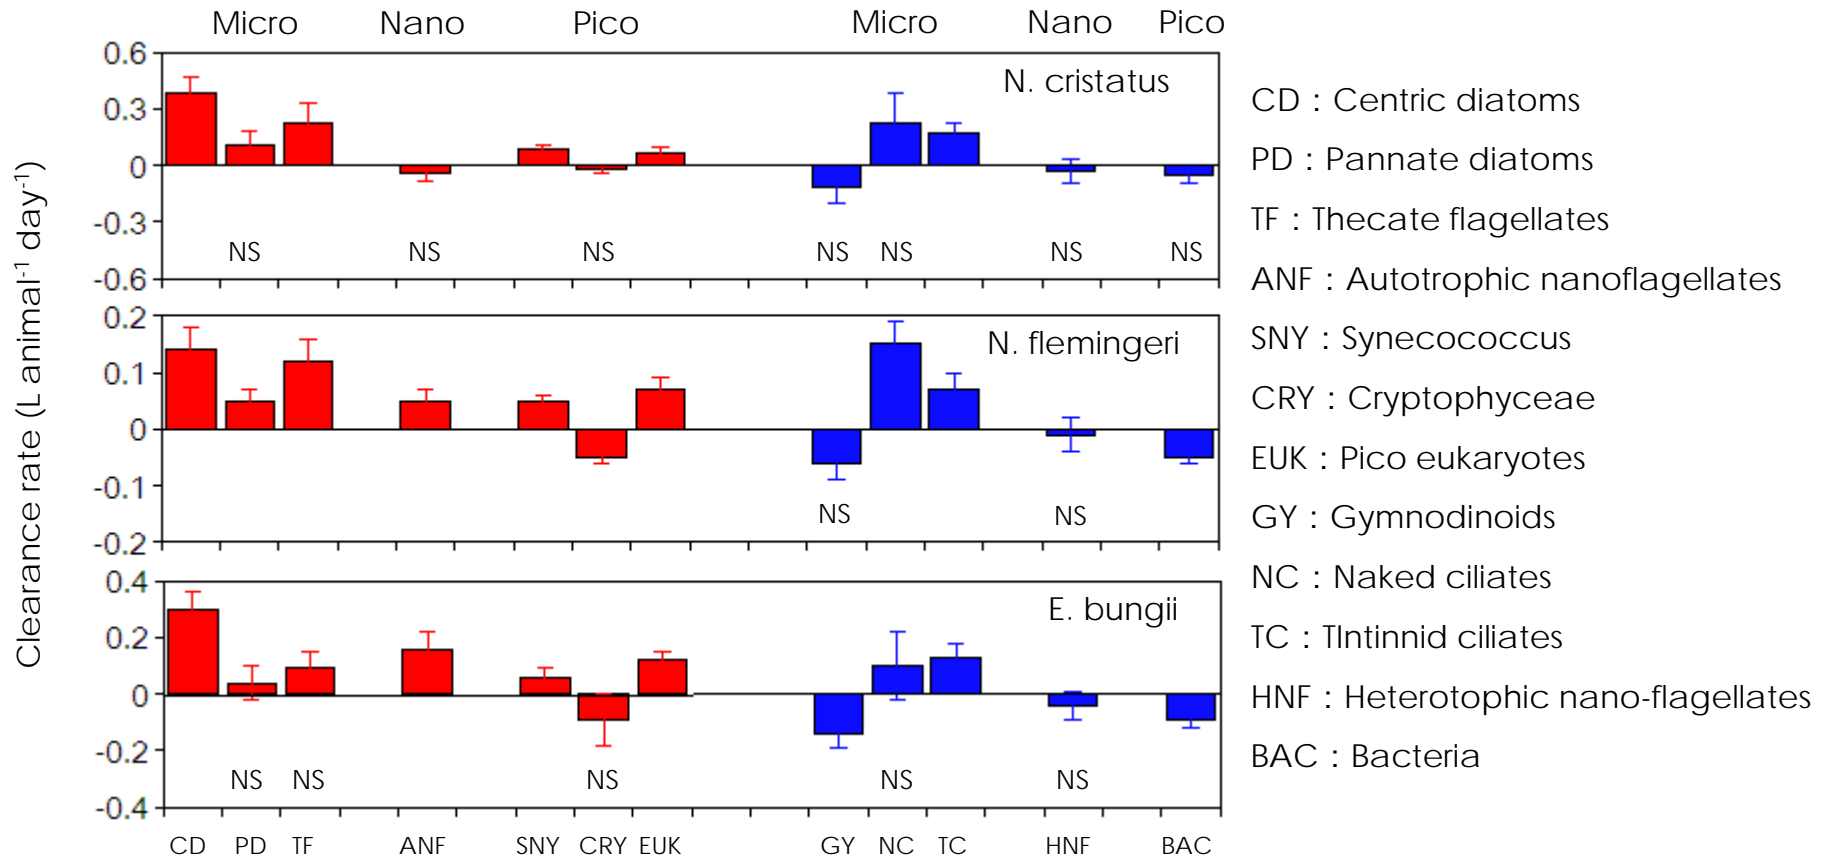 Micro Nano Pico Micro Nano Pico
Clearance rate (L animal⁻¹ day⁻¹)
0.6
0.3
0
-0.3
-0.6
N. cristatus
NS NS NS NS NS NS NS
0.2
0.1
0
-0.1
-0.2
N. flemingeri
NS NS
0.4
0.2
0
-0.2
-0.4
E. bungii
NS NS NS NS NS
CD PD TF ANF SNY CRY EUK GY NC TC HNF BAC
CD : Centric diatoms
PD : Pannate diatoms
TF : Thecate flagellates
ANF : Autotrophic nanoflagellates
SNY : Synecococcus
CRY : Cryptophyceae
EUK : Pico eukaryotes
GY : Gymnodinoids
NC : Naked ciliates
TC : TIntinnid ciliates
HNF : Heterotophic nano-flagellates
BAC : Bacteria